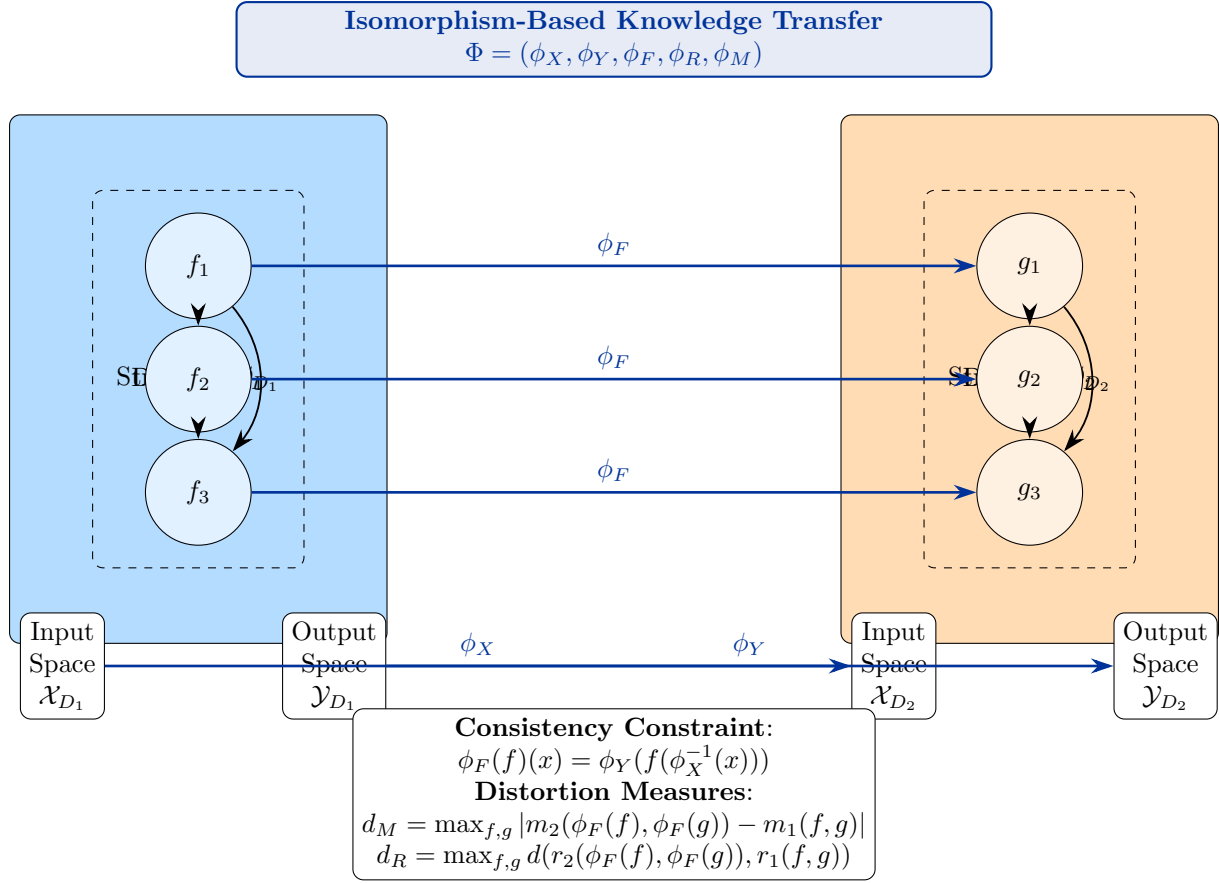 Isomorphism-Based Knowledge Transfer
Φ = (ϕ_X, ϕ_Y, ϕ_F, ϕ_R, ϕ_M)
f_1
ϕ_F
g_1
f_2
D_1
ϕ_F
g_2
D_2
f_3
ϕ_F
g_3
Input
Space
𝒳_{D_1}
Output
Space
𝒴_{D_1}
ϕ_X
ϕ_Y
Input
Space
𝒳_{D_2}
Output
Space
𝒴_{D_2}
Consistency Constraint:
ϕ_F(f)(x) = ϕ_Y(f(ϕ_X^{-1}(x)))
Distortion Measures:
d_M = max_{f,g} |m_2(ϕ_F(f), ϕ_F(g)) − m_1(f, g)|
d_R = max_{f,g} d(r_2(ϕ_F(f), ϕ_F(g)), r_1(f, g))